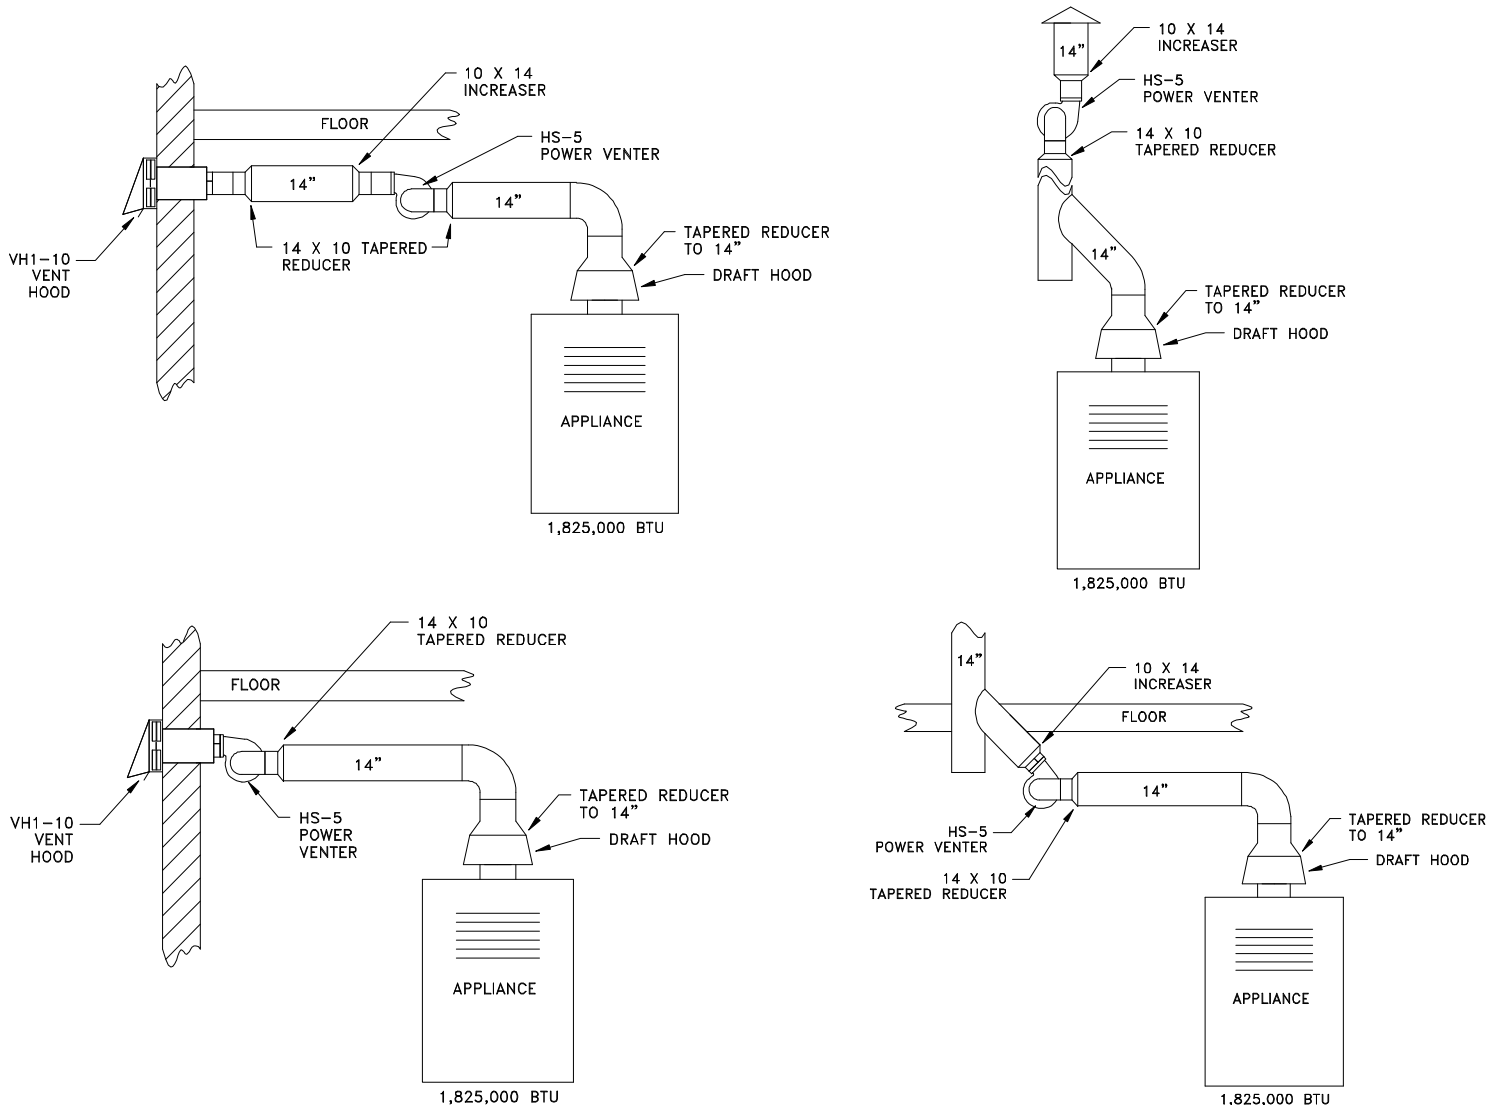 10 X 14
INCREASER
FLOOR
HS-5
POWER VENTER
14"
14"
14 X 10 TAPERED
REDUCER
VH1-10
VENT
HOOD
TAPERED REDUCER
TO 14"
DRAFT HOOD
APPLIANCE
1,825,000 BTU
14"
10 X 14
INCREASER
HS-5
POWER VENTER
14 X 10
TAPERED REDUCER
14"
TAPERED REDUCER
TO 14"
DRAFT HOOD
APPLIANCE
1,825,000 BTU
14 X 10
TAPERED REDUCER
FLOOR
14"
VH1-10
VENT
HOOD
HS-5
POWER
VENTER
TAPERED REDUCER
TO 14"
DRAFT HOOD
APPLIANCE
1,825,000 BTU
14"
10 X 14
INCREASER
FLOOR
14"
HS-5
POWER VENTER
14 X 10
TAPERED REDUCER
TAPERED REDUCER
TO 14"
DRAFT HOOD
APPLIANCE
1,825,000 BTU